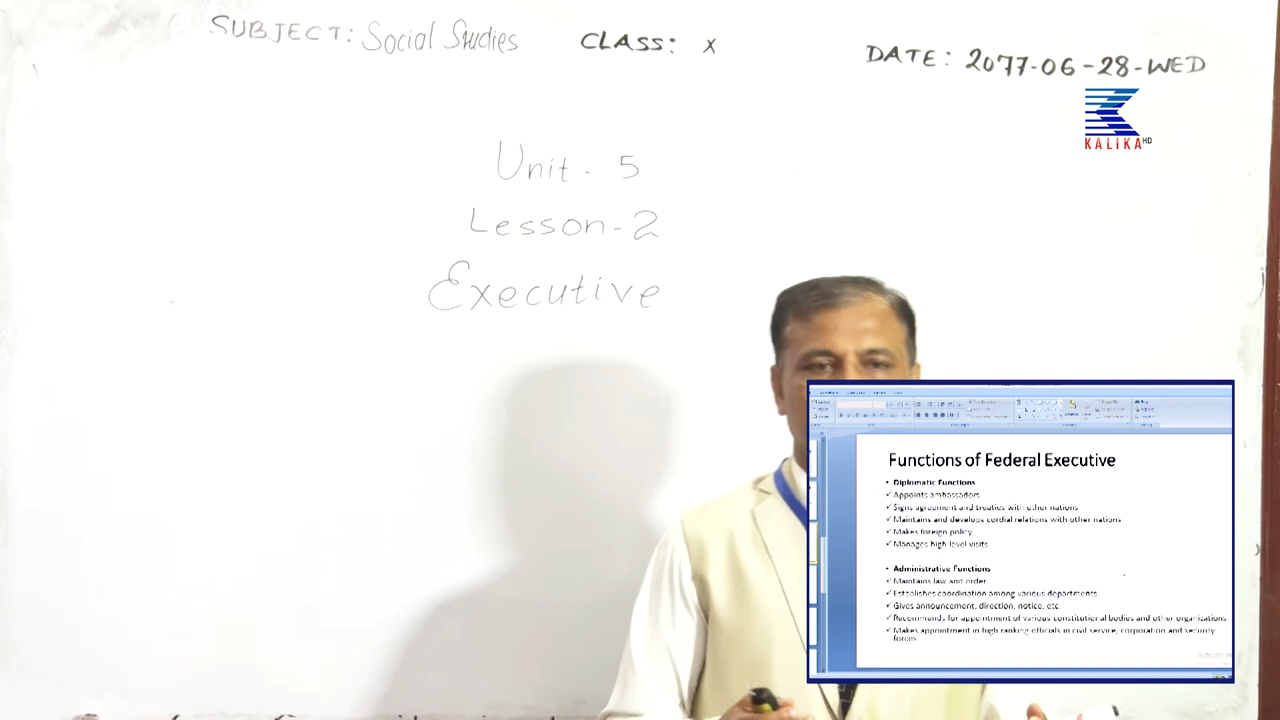 SUBJECT: Social Studies CLASS: X DATE: 2077-06-28-WED
KALIKA HD
Unit - 5
Lesson-2
Executive
Functions of Federal Executive
• Diplomatic Functions
✓ Appoints ambassadors
✓ Signs agreement and treaties with other nations
✓ Maintains and develops cordial relations with other nations
✓ Makes foreign policy
✓ Manages high level visits
• Administrative Functions
✓ Maintains law and order
✓ Establishes coordination among various departments
✓ Gives announcement, direction, notice, etc.
✓ Recommends for appointment of various constitutional bodies and other organizations
✓ Makes appointment in high ranking officials in civil service, corporation and security
forces